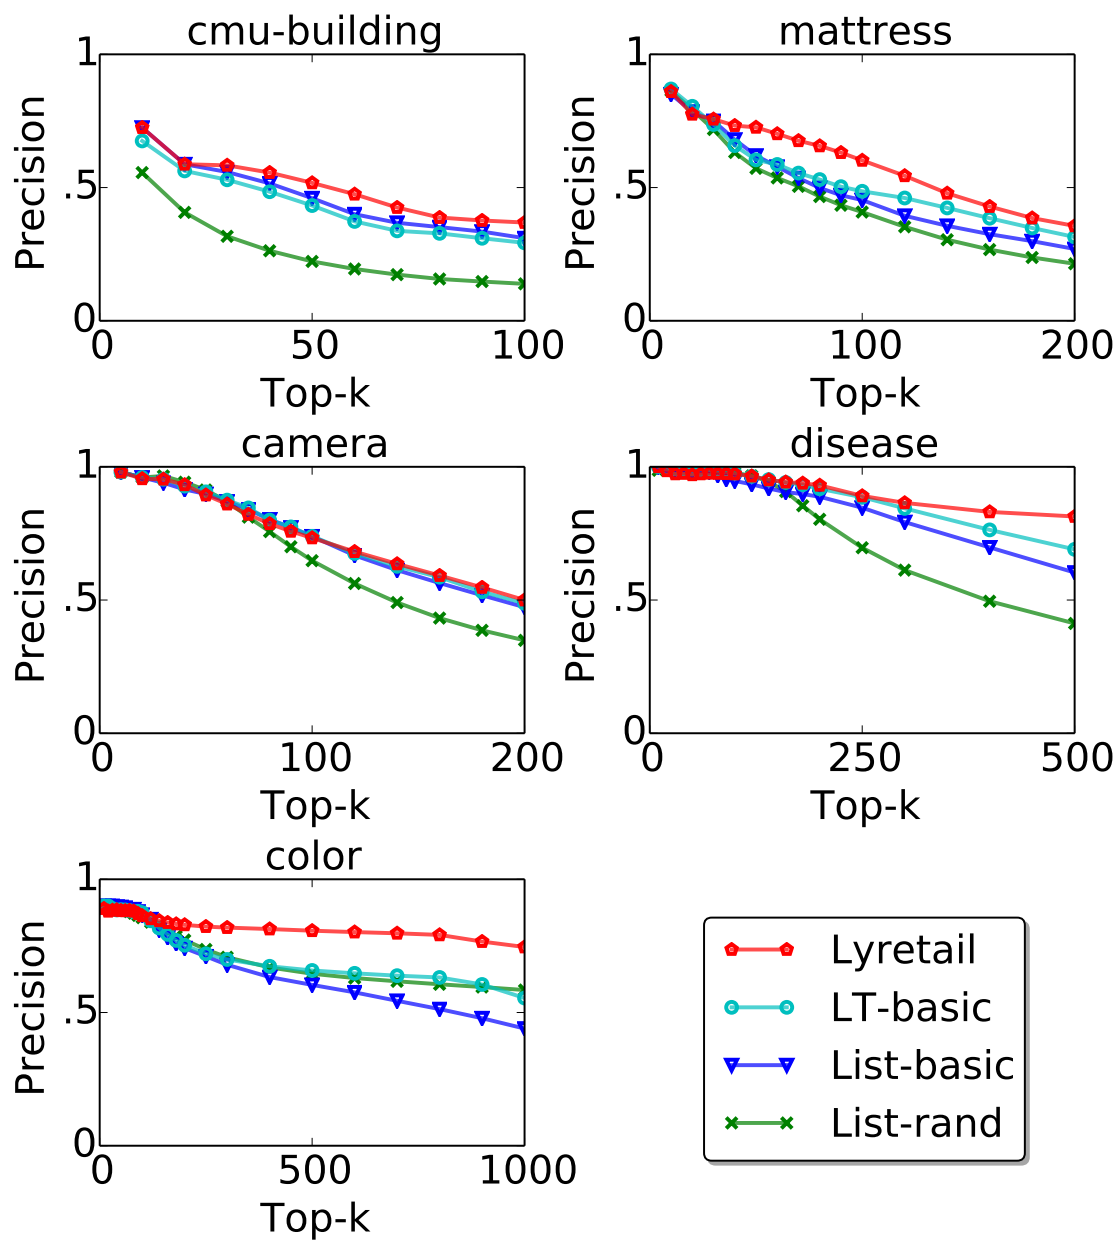 cmu-building
1
.5
0
Precision
0 50 100
Top-k
mattress
1
.5
0
Precision
0 100 200
Top-k
camera
1
.5
0
Precision
0 100 200
Top-k
disease
1
.5
0
Precision
0 250 500
Top-k
color
1
.5
0
Precision
0 500 1000
Top-k
Lyretail
LT-basic
List-basic
List-rand